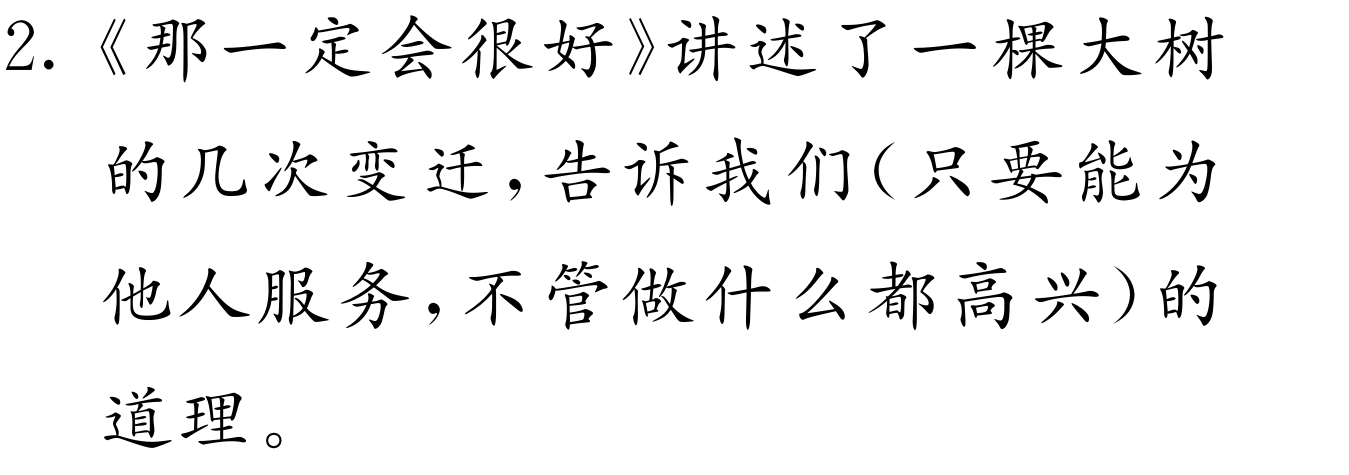 2.《那一定会很好》讲述了一棵大树
的几次变迁,告诉我们(只要能为
他人服务,不管做什么都高兴)的
道理。